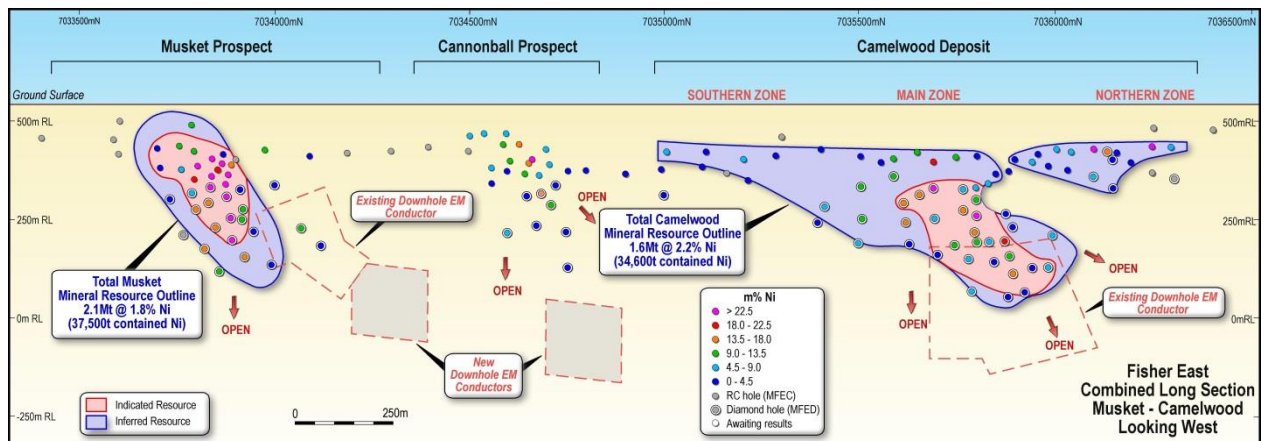 7033500mN 7034000mN 7034500mN 7035000mN 7035500mN 7036000mN 7036500mN
Musket Prospect
Cannonball Prospect
Camelwood Deposit
Ground Surface
SOUTHERN ZONE
MAIN ZONE
NORTHERN ZONE
500m RL
500mRL
250m RL
250mRL
0m RL
0mRL
-250m RL
Existing Downhole EM
Conductor
OPEN
Total Camelwood
Mineral Resource Outline
1.6Mt @ 2.2% Ni
(34,600t contained Ni)
Total Musket
Mineral Resource Outline
2.1Mt @ 1.8% Ni
(37,500t contained Ni)
OPEN
OPEN
OPEN
OPEN
OPEN
Existing Downhole EM
Conductor
New
Downhole EM
Conductors
m% Ni
> 22.5
18.0 - 22.5
13.5 - 18.0
9.0 - 13.5
4.5 - 9.0
0 - 4.5
RC hole (MFEC)
Diamond hole (MFED)
Awaiting results
Indicated Resource
Inferred Resource
0 250m
Fisher East
Combined Long Section
Musket - Camelwood
Looking West